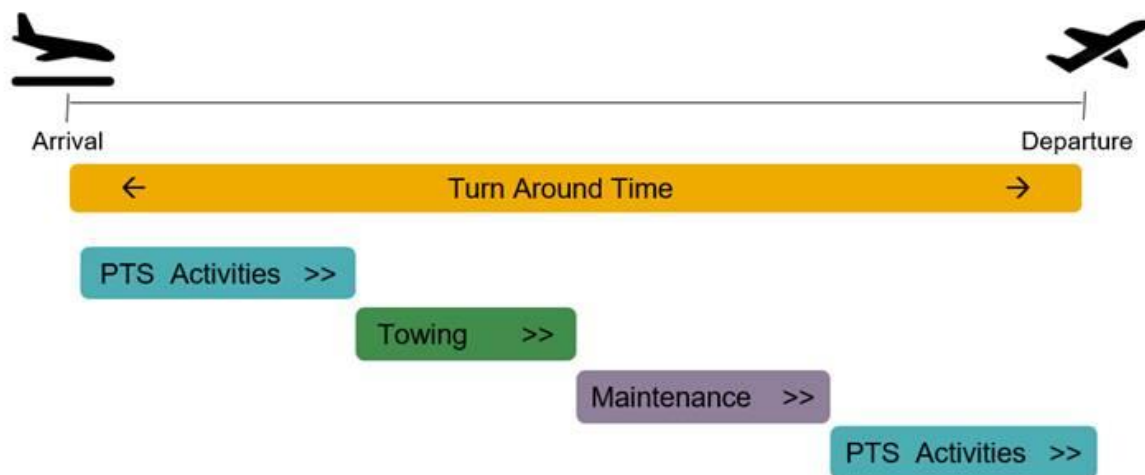 Arrival
Departure
← Turn Around Time →
PTS Activities >>
Towing >>
Maintenance >>
PTS Activities >>